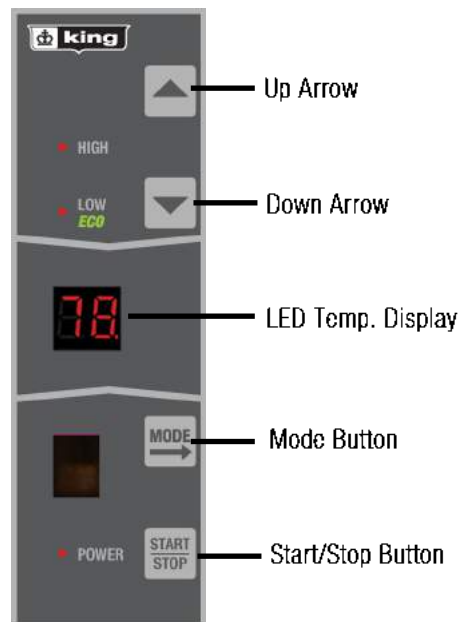 king
Up Arrow
HIGH
LOW
ECO
Down Arrow
78.
LED Temp. Display
MODE
Mode Button
POWER
START
STOP
Start/Stop Button